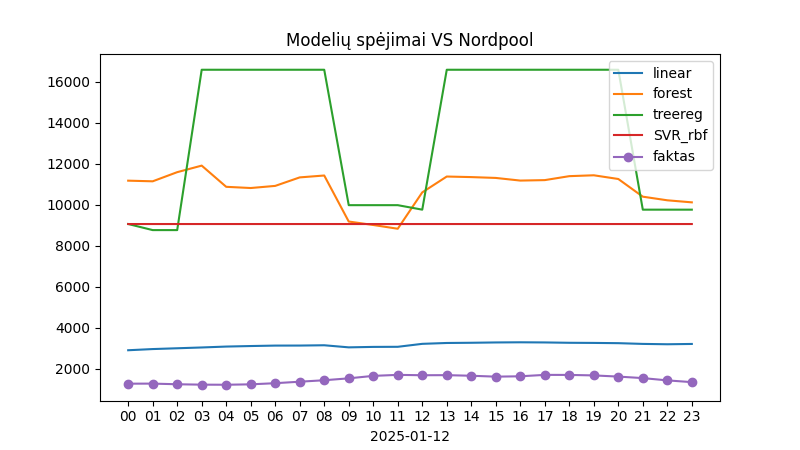 Modelių spėjimai VS Nordpool
linear
forest
treereg
SVR_rbf
faktas
16000
14000
12000
10000
8000
6000
4000
2000
00 01 02 03 04 05 06 07 08 09 10 11 12 13 14 15 16 17 18 19 20 21 22 23
2025-01-12